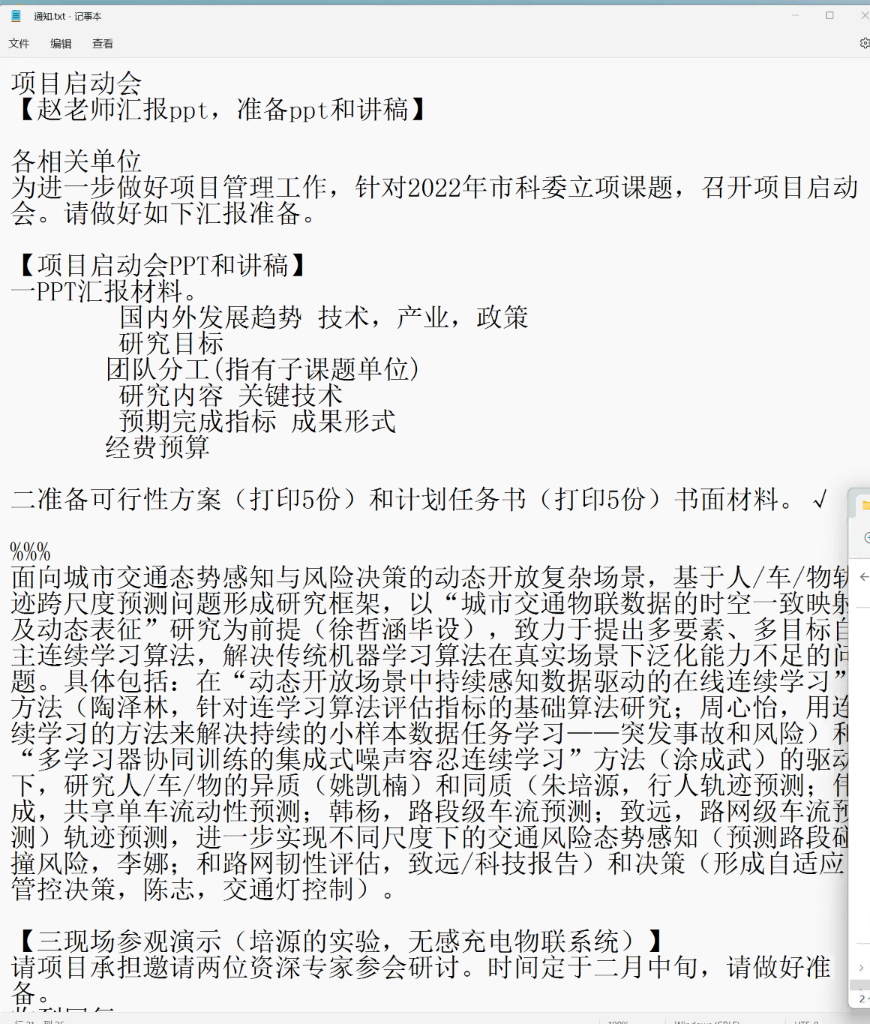 通知.txt - 记事本
文件 编辑 查看
项目启动会
【赵老师汇报ppt，准备ppt和讲稿】
各相关单位
为进一步做好项目管理工作，针对2022年市科委立项课题，召开项目启动
会。请做好如下汇报准备。
【项目启动会PPT和讲稿】
一PPT汇报材料。
国内外发展趋势 技术，产业，政策
研究目标
团队分工(指有子课题单位)
研究内容 关键技术
预期完成指标 成果形式
经费预算
二准备可行性方案（打印5份）和计划任务书（打印5份）书面材料。 √
%%%
面向城市交通态势感知与风险决策的动态开放复杂场景，基于人/车/物轨
迹跨尺度预测问题形成研究框架，以“城市交通物联数据的时空一致映射
及动态表征”研究为前提（徐哲涵毕设），致力于提出多要素、多目标自
主连续学习算法，解决传统机器学习算法在真实场景下泛化能力不足的问
题。具体包括：在“动态开放场景中持续感知数据驱动的在线连续学习”
方法（陶泽林，针对连学习算法评估指标的基础算法研究；周心怡，用连
续学习的方法来解决持续的小样本数据任务学习——突发事故和风险）和
“多学习器协同训练的集成式噪声容忍连续学习”方法（涂成武）的驱动
下，研究人/车/物的异质（姚凯楠）和同质（朱培源，行人轨迹预测；伟
成，共享单车流动性预测；韩杨，路段级车流预测；致远，路网级车流预
测）轨迹预测，进一步实现不同尺度下的交通风险态势感知（预测路段碰
撞风险，李娜；和路网韧性评估，致远/科技报告）和决策（形成自适应
管控决策，陈志，交通灯控制）。
【三现场参观演示（培源的实验，无感充电物联系统）】
请项目承担邀请两位资深专家参会研讨。时间定于二月中旬，请做好准
备。